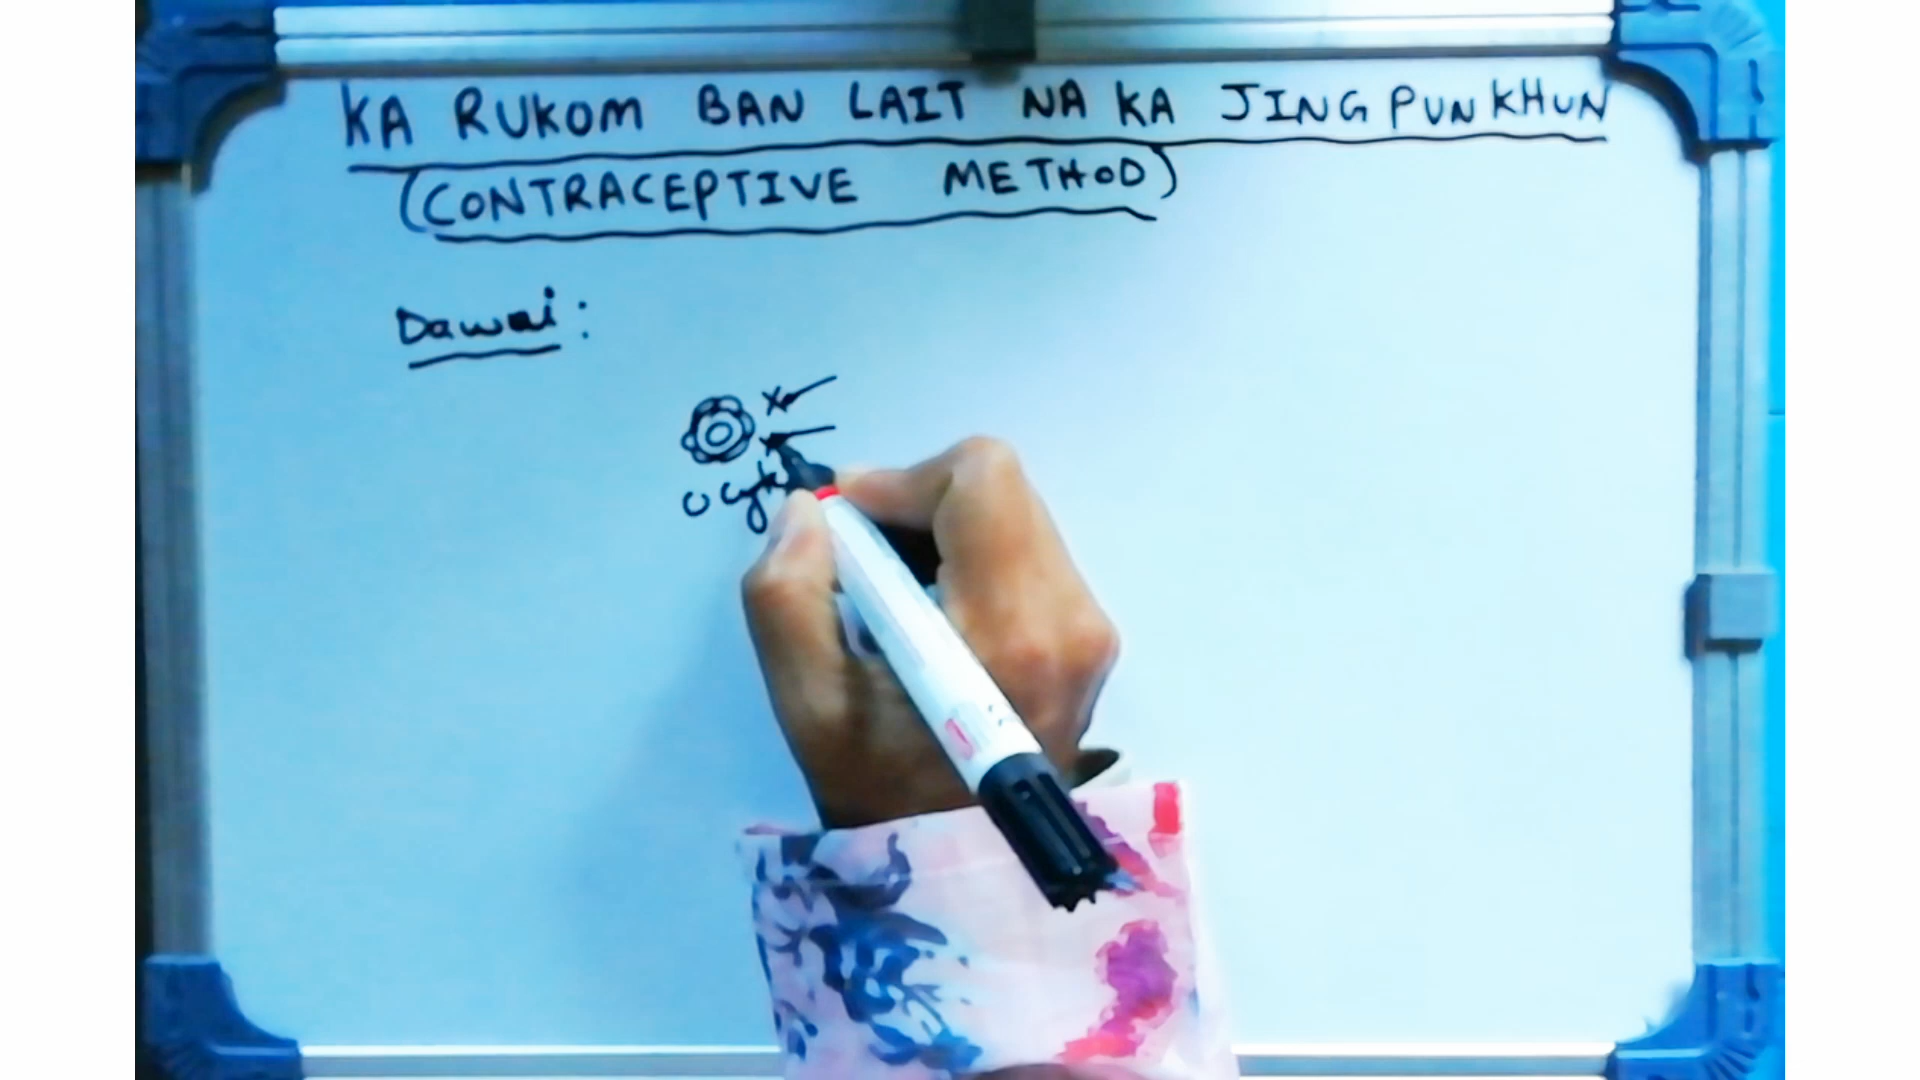 KA RUKOM BAN LAIT NA KA JINGPUNKHUN
(CONTRACEPTIVE METHOD)
Dawai :